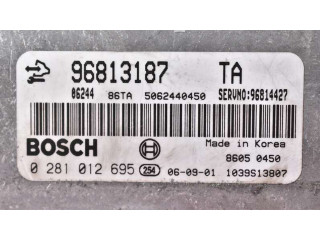 96813187 TA
06244 86TA 5062440450 SERVNO:96814427
BOSCH
Made in Korea
8605 0450
0 281 012 695 254 06-09-01 1039S13807